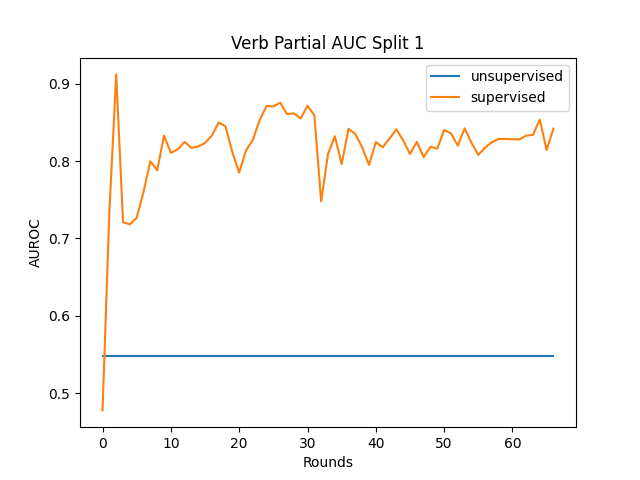 Verb Partial AUC Split 1
unsupervised
supervised
0.9
0.8
0.7
0.6
0.5
AUROC
0 10 20 30 40 50 60
Rounds